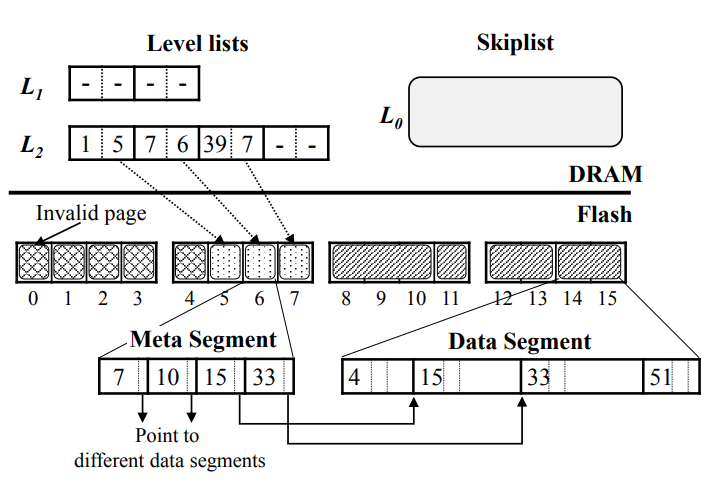 Level lists
Skiplist
L1
- - - -
L0
L2
1 5 7 6 39 7 - -
DRAM
Flash
Invalid page
0 1 2 3 4 5 6 7 8 9 10 11 12 13 14 15
Meta Segment
Data Segment
7 10 15 33
4 15 33 51
Point to
different data segments